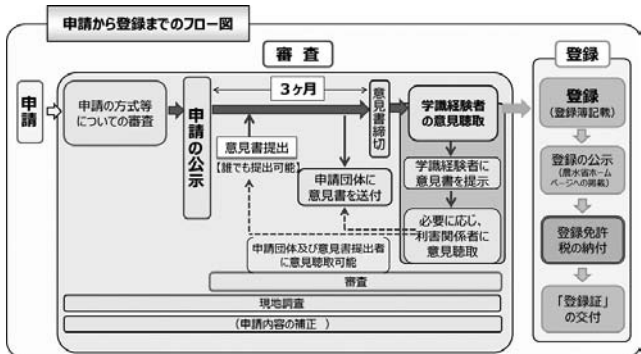 申請から登録までのフロー図
審査
登録
申請
申請の方式等
についての審査
申請の公示
3ヶ月
意見書締切
意見書提出
【誰でも提出可能】
申請団体に
意見書を送付
学識経験者
の意見聴取
学識経験者に
意見書を提示
必要に応じ、
利害関係者に
意見聴取
申請団体及び意見書提出者
に意見聴取可能
審査
現地調査
(申請内容の補正 )
登録
(登録簿記載)
登録の公示
(農水省ホーム
ページへの掲載)
登録免許
税の納付
「登録証」
の交付